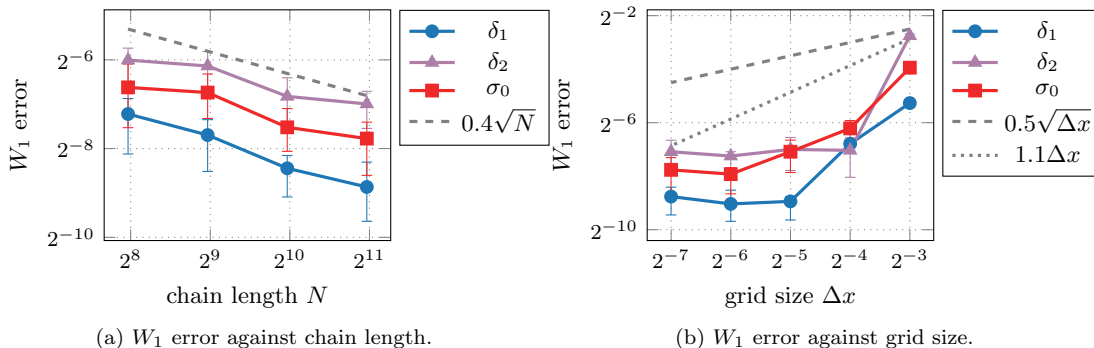 2^{-6}
2^{-8}
2^{-10}
W_1 error
2^8 2^9 2^{10} 2^{11}
chain length N
δ_1
δ_2
σ_0
0.4√N
(a) W_1 error against chain length.
2^{-2}
2^{-6}
2^{-10}
W_1 error
2^{-7} 2^{-6} 2^{-5} 2^{-4} 2^{-3}
grid size Δx
δ_1
δ_2
σ_0
0.5√Δx
1.1Δx
(b) W_1 error against grid size.